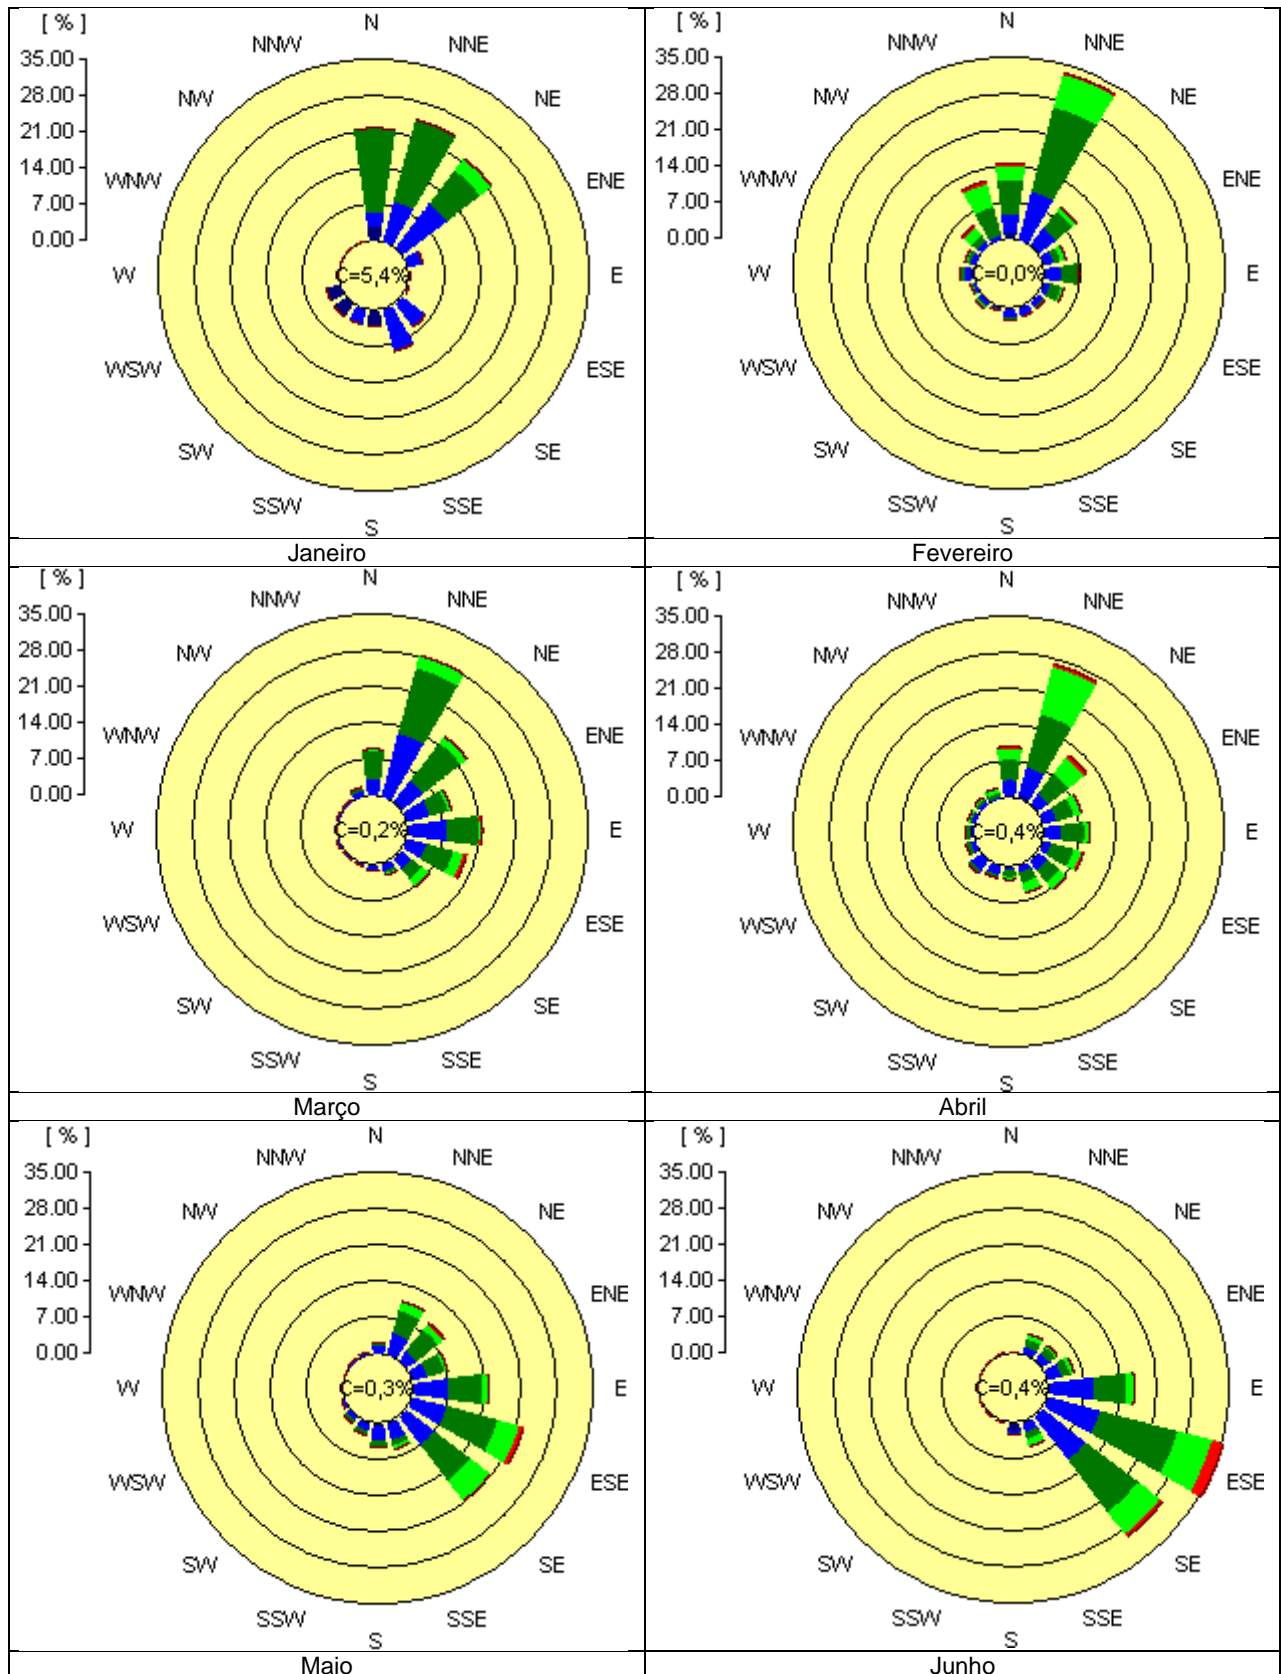 [ % ]
35.00
28.00
21.00
14.00
7.00
0.00
N
NNE
NE
ENE
E
ESE
SE
SSE
S
SSW
SW
WSW
W
WNW
NW
NNW
C=5,4%
Janeiro
[ % ]
35.00
28.00
21.00
14.00
7.00
0.00
N
NNE
NE
ENE
E
ESE
SE
SSE
S
SSW
SW
WSW
W
WNW
NW
NNW
C=0,0%
Fevereiro
[ % ]
35.00
28.00
21.00
14.00
7.00
0.00
N
NNE
NE
ENE
E
ESE
SE
SSE
S
SSW
SW
WSW
W
WNW
NW
NNW
C=0,2%
Março
[ % ]
35.00
28.00
21.00
14.00
7.00
0.00
N
NNE
NE
ENE
E
ESE
SE
SSE
S
SSW
SW
WSW
W
WNW
NW
NNW
C=0,4%
Abril
[ % ]
35.00
28.00
21.00
14.00
7.00
0.00
N
NNE
NE
ENE
E
ESE
SE
SSE
S
SSW
SW
WSW
W
WNW
NW
NNW
C=0,3%
Maio
[ % ]
35.00
28.00
21.00
14.00
7.00
0.00
N
NNE
NE
ENE
E
ESE
SE
SSE
S
SSW
SW
WSW
W
WNW
NW
NNW
C=0,4%
Junho